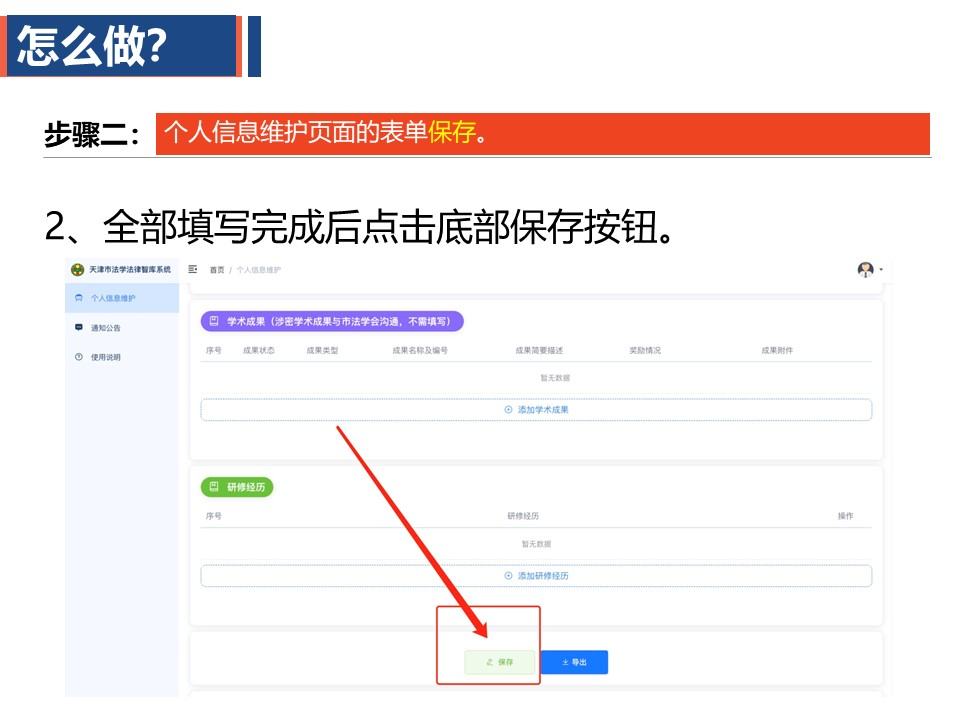 怎么做？
步骤二：
个人信息维护页面的表单保存。
2、全部填写完成后点击底部保存按钮。
天津市法学法律智库系统
首页 / 个人信息维护
个人信息维护
通知公告
使用说明
学术成果（涉密学术成果与市法学会沟通，不需填写）
序号 成果状态 成果类型 成果名称及编号 成果简要描述 奖励情况 成果附件
暂无数据
添加学术成果
研修经历
序号 研修经历 操作
暂无数据
添加研修经历
保存 导出